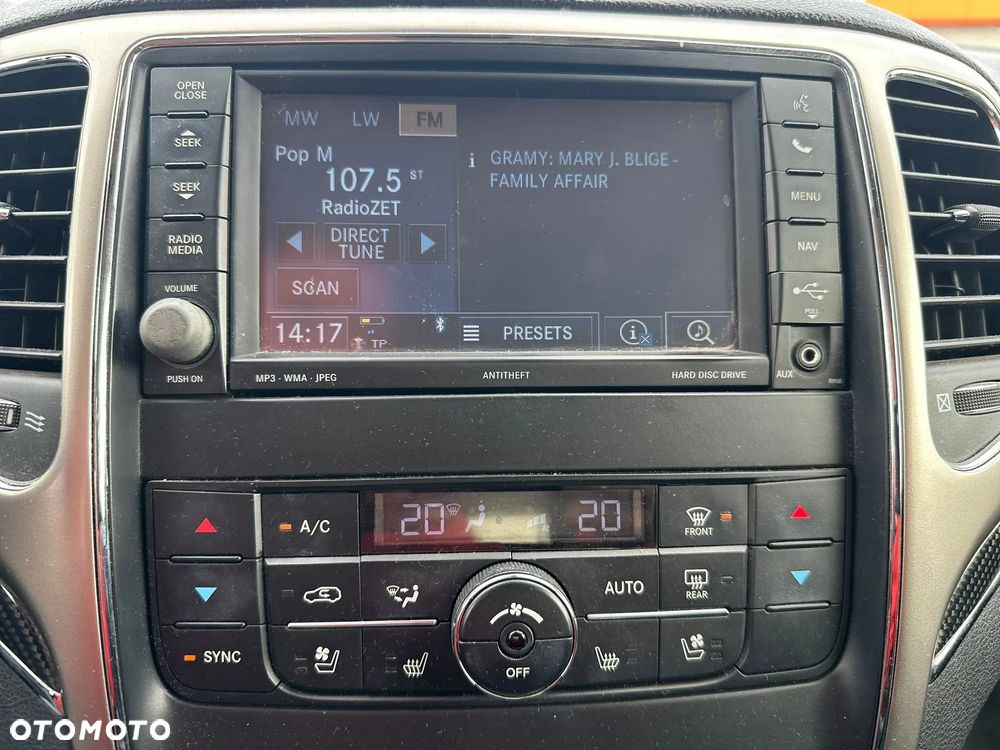 OPEN
CLOSE
SEEK
SEEK
RADIO
MEDIA
VOLUME
PUSH ON
MW LW FM
Pop M
107.5 ST
RadioZET
DIRECT
TUNE
SCAN
14:17
TP
GRAMY: MARY J. BLIGE -
FAMILY AFFAIR
PRESETS
MENU
NAV
PULL
AUX
MP3 - WMA - JPEG ANTITHEFT HARD DISC DRIVE
20 20
A/C
FRONT
AUTO
REAR
SYNC
OFF
OTOMOTO